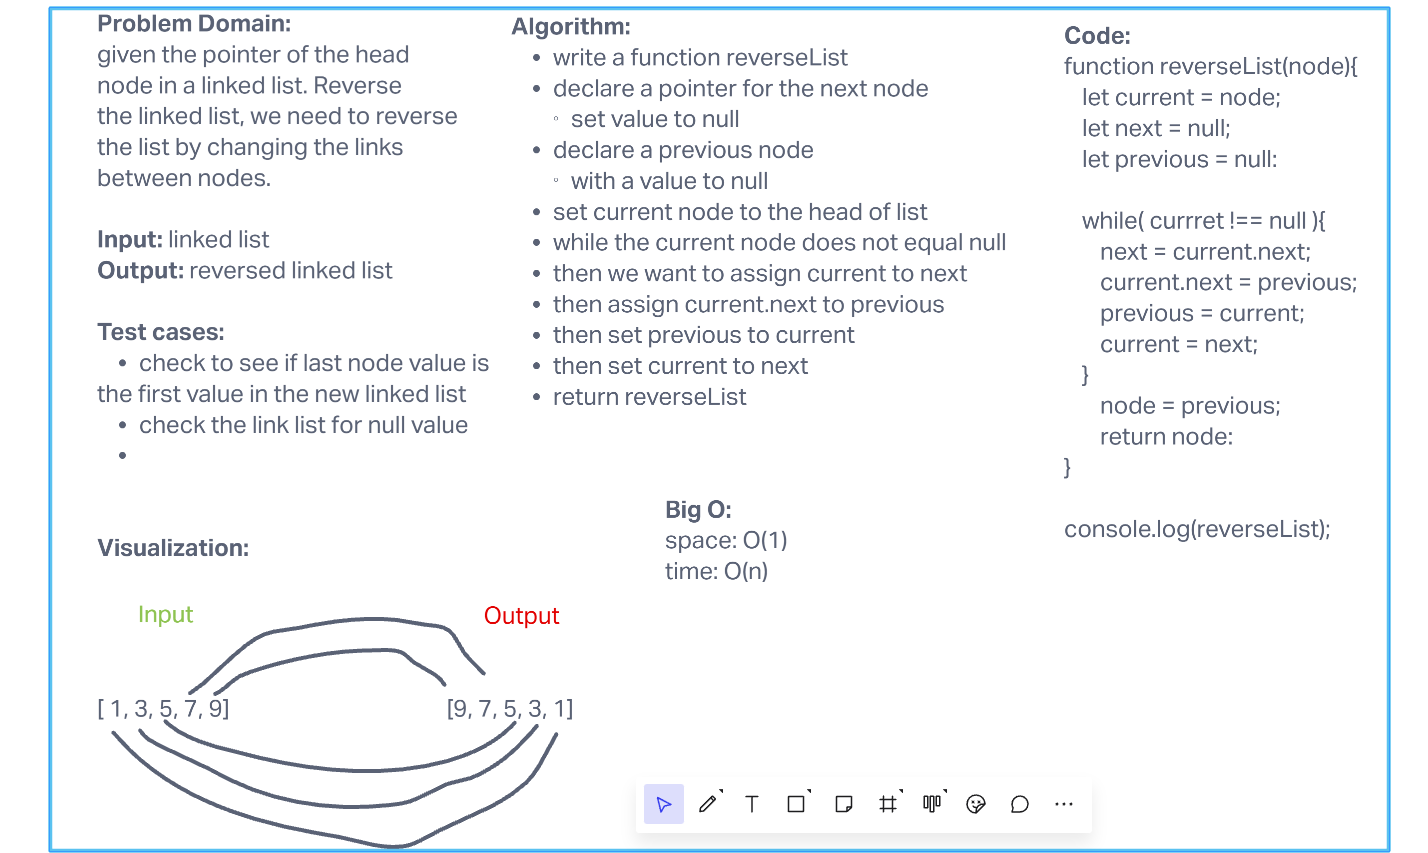 Problem Domain:
given the pointer of the head
node in a linked list. Reverse
the linked list, we need to reverse
the list by changing the links
between nodes.
Input: linked list
Output: reversed linked list
Test cases:
• check to see if last node value is
the first value in the new linked list
• check the link list for null value
•
Algorithm:
• write a function reverseList
• declare a pointer for the next node
◦ set value to null
• declare a previous node
◦ with a value to null
• set current node to the head of list
• while the current node does not equal null
• then we want to assign current to next
• then assign current.next to previous
• then set previous to current
• then set current to next
• return reverseList
Code:
function reverseList(node){
let current = node;
let next = null;
let previous = null:
while( currret !== null ){
next = current.next;
current.next = previous;
previous = current;
current = next;
}
node = previous;
return node:
}
console.log(reverseList);
Big O:
space: O(1)
time: O(n)
Visualization:
Input
Output
[ 1, 3, 5, 7, 9]
[9, 7, 5, 3, 1]
T